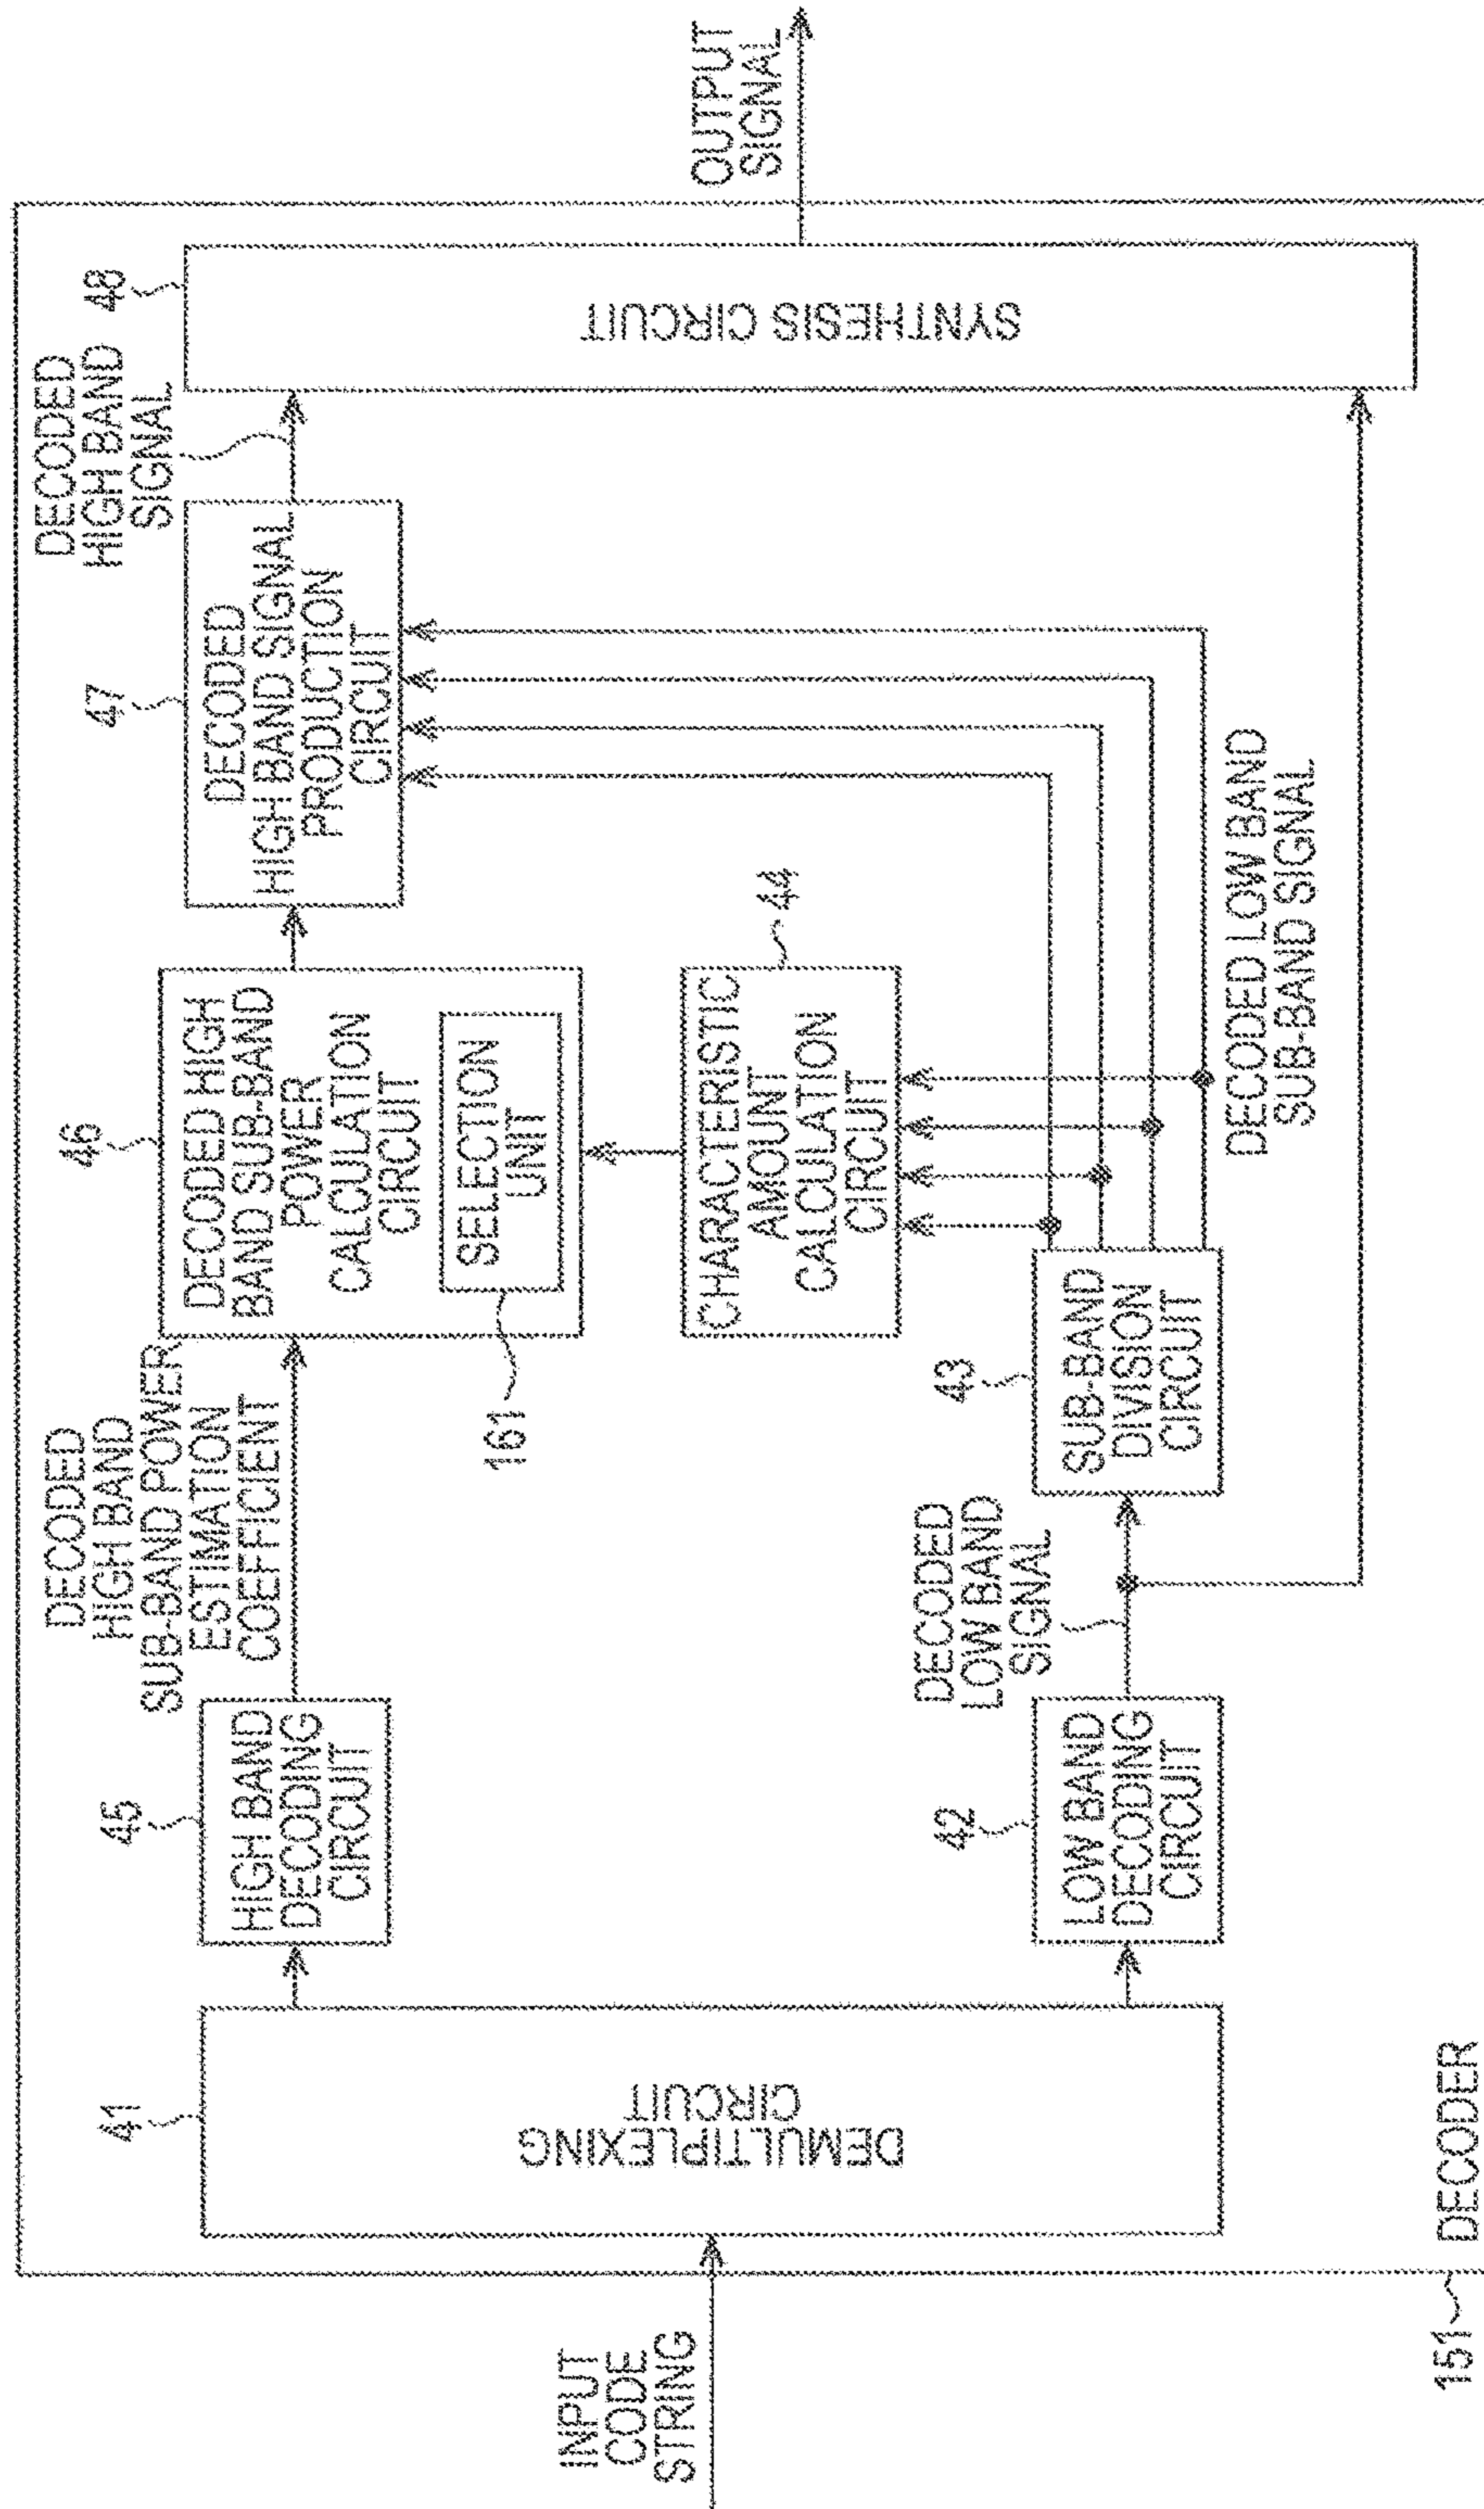 INPUT
CODE
STRING
151
DECODER
41
DEMULTIPLEXING
CIRCUIT
45
HIGH BAND
DECODING
CIRCUIT
DECODED
HIGH BAND
SUB-BAND POWER
ESTIMATION
COEFFICIENT
46
DECODED HIGH
BAND SUB-BAND
POWER
CALCULATION
CIRCUIT
SELECTION
UNIT
161
47
DECODED
HIGH BAND SIGNAL
PRODUCTION
CIRCUIT
DECODED
HIGH BAND
SIGNAL
48
SYNTHESIS CIRCUIT
OUTPUT
SIGNAL
42
LOW BAND
DECODING
CIRCUIT
DECODED
LOW BAND
SIGNAL
43
SUB-BAND
DIVISION
CIRCUIT
44
CHARACTERISTIC
AMOUNT
CALCULATION
CIRCUIT
DECODED LOW BAND
SUB-BAND SIGNAL